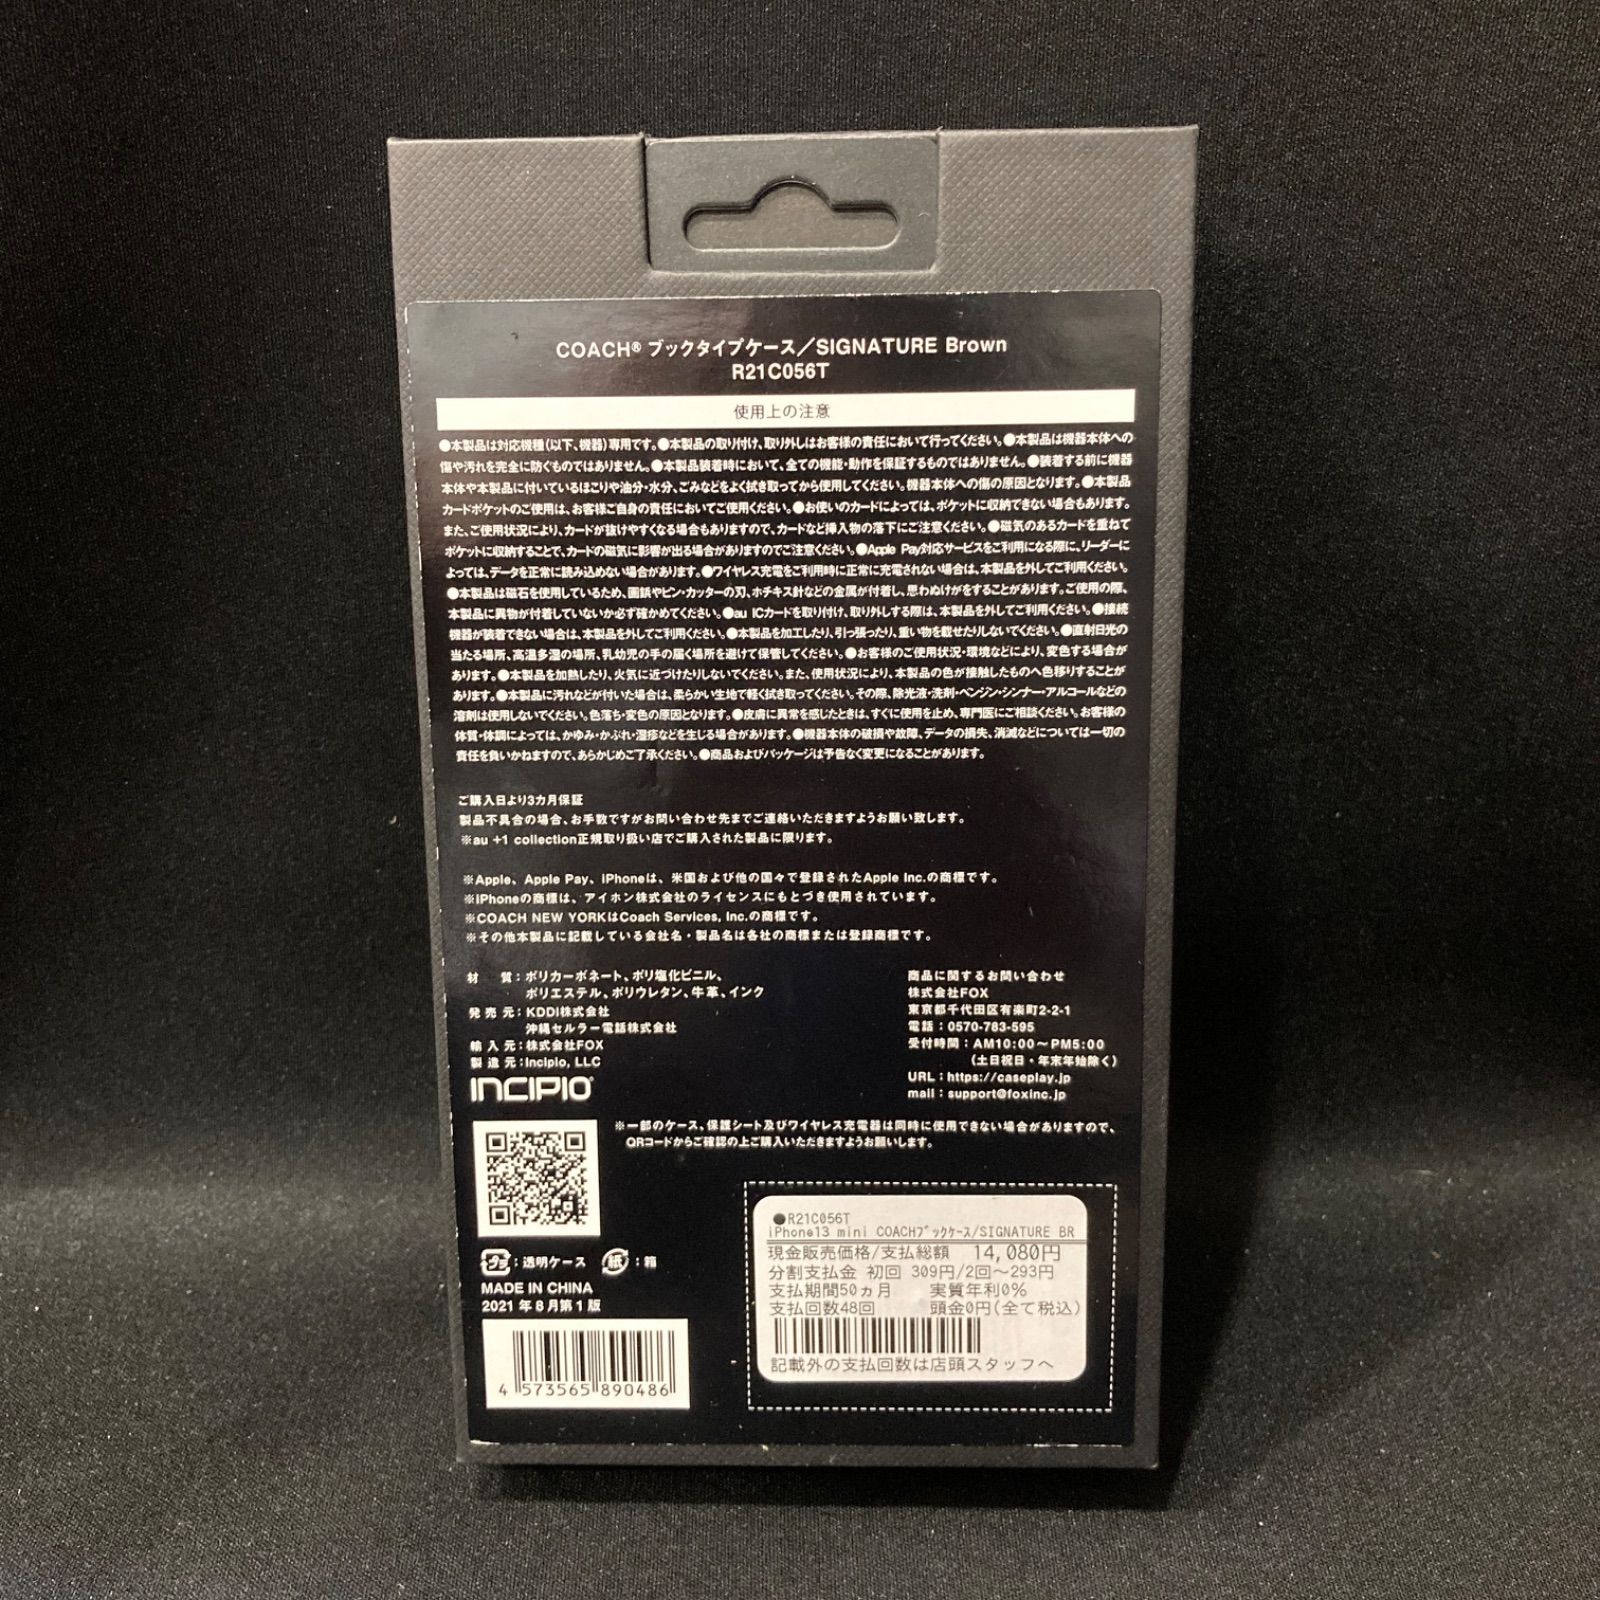 COACH® ブックタイプケース／SIGNATURE Brown
R21C056T
使用上の注意
●本製品は対応機種（以下、機器）専用です。●本製品の取り付け、取り外しはお客様の責任において行ってください。●本製品は機器本体への
傷や汚れを完全に防ぐものではありません。●本製品装着時において、全ての機能・動作を保証するものではありません。●装着する前に機器
本体や本製品に付いているほこりや油分・水分、ごみなどをよく拭き取ってから使用してください。機器本体への傷の原因となります。●本製品
カードポケットのご使用は、お客様ご自身の責任においてご使用ください。●お使いのカードによっては、ポケットに収納できない場合もあります。
また、ご使用状況により、カードが抜けやすくなる場合もありますので、カードなど挿入物の落下にご注意ください。●磁気のあるカードを重ねて
ポケットに収納することで、カードの磁気に影響が出る場合がありますのでご注意ください。●Apple Pay対応サービスをご利用になる際に、リーダーに
よっては、データを正常に読み込めない場合があります。●ワイヤレス充電をご利用時に正常に充電されない場合は、本製品を外してご利用ください。
●本製品は磁石を使用しているため、画鋲やピン・カッターの刃、ホチキス針などの金属が付着し、思わぬけがをすることがあります。ご使用の際、
本製品に異物が付着していないか必ず確かめてください。●au ICカードを取り付け、取り外しする際は、本製品を外してご利用ください。●接続
機器が装着できない場合は、本製品を外してご利用ください。●本製品を加工したり、引っ張ったり、重い物を載せたりしないでください。●直射日光の
当たる場所、高温多湿の場所、乳幼児の手の届く場所を避けて保管してください。●お客様のご使用状況・環境などにより、変色する場合が
あります。●本製品を加熱したり、火気に近づけたりしないでください。また、使用状況により、本製品の色が接触したものへ色移りすることが
あります。●本製品に汚れなどが付いた場合は、柔らかい生地で軽く拭き取ってください。その際、除光液・洗剤・ベンジン・シンナー・アルコールなどの
溶剤は使用しないでください。色落ち・変色の原因となります。●皮膚に異常を感じたときは、すぐに使用を止め、専門医にご相談ください。お客様の
体質・体調によっては、かゆみ・かぶれ・湿疹などを生じる場合があります。●機器本体の破損や故障、データの損失、消滅などについては一切の
責任を負いかねますので、あらかじめご了承ください。●商品およびパッケージは予告なく変更になることがあります。
ご購入日より3カ月保証
製品不具合の場合、お手数ですがお問い合わせ先までご連絡いただきますようお願い致します。
※au +1 collection正規取り扱い店でご購入された製品に限ります。
※Apple、Apple Pay、iPhoneは、米国および他の国々で登録されたApple Inc.の商標です。
※iPhoneの商標は、アイホン株式会社のライセンスにもとづき使用されています。
※COACH NEW YORKはCoach Services, Inc.の商標です。
※その他本製品に記載している会社名・製品名は各社の商標または登録商標です。
材 質：ポリカーボネート、ポリ塩化ビニル、
ポリエステル、ポリウレタン、牛革、インク
発売元：KDDI株式会社
沖縄セルラー電話株式会社
輸入元：株式会社FOX
製造元：Incipio, LLC
INCIPIO®
商品に関するお問い合わせ
株式会社FOX
東京都千代田区有楽町2-2-1
電話：0570-783-595
受付時間：AM10:00～PM5:00
（土日祝日・年末年始除く）
URL：https://caseplay.jp
mail：support@foxinc.jp
※一部のケース、保護シート及びワイヤレス充電器は同時に使用できない場合がありますので、
QRコードからご確認の上ご購入いただきますようお願いします。
プラ：透明ケース 紙：箱
MADE IN CHINA
2021年8月第1版
4 573565 890486
●R21C056T
iPhone13 mini COACHﾌﾞｯｸｹｰｽ/SIGNATURE BR
現金販売価格/支払総額 14,080円
分割支払金 初回 309円/2回～293円
支払期間50ヵ月 実質年利0%
支払回数48回 頭金0円(全て税込)
記載外の支払回数は店頭スタッフへ